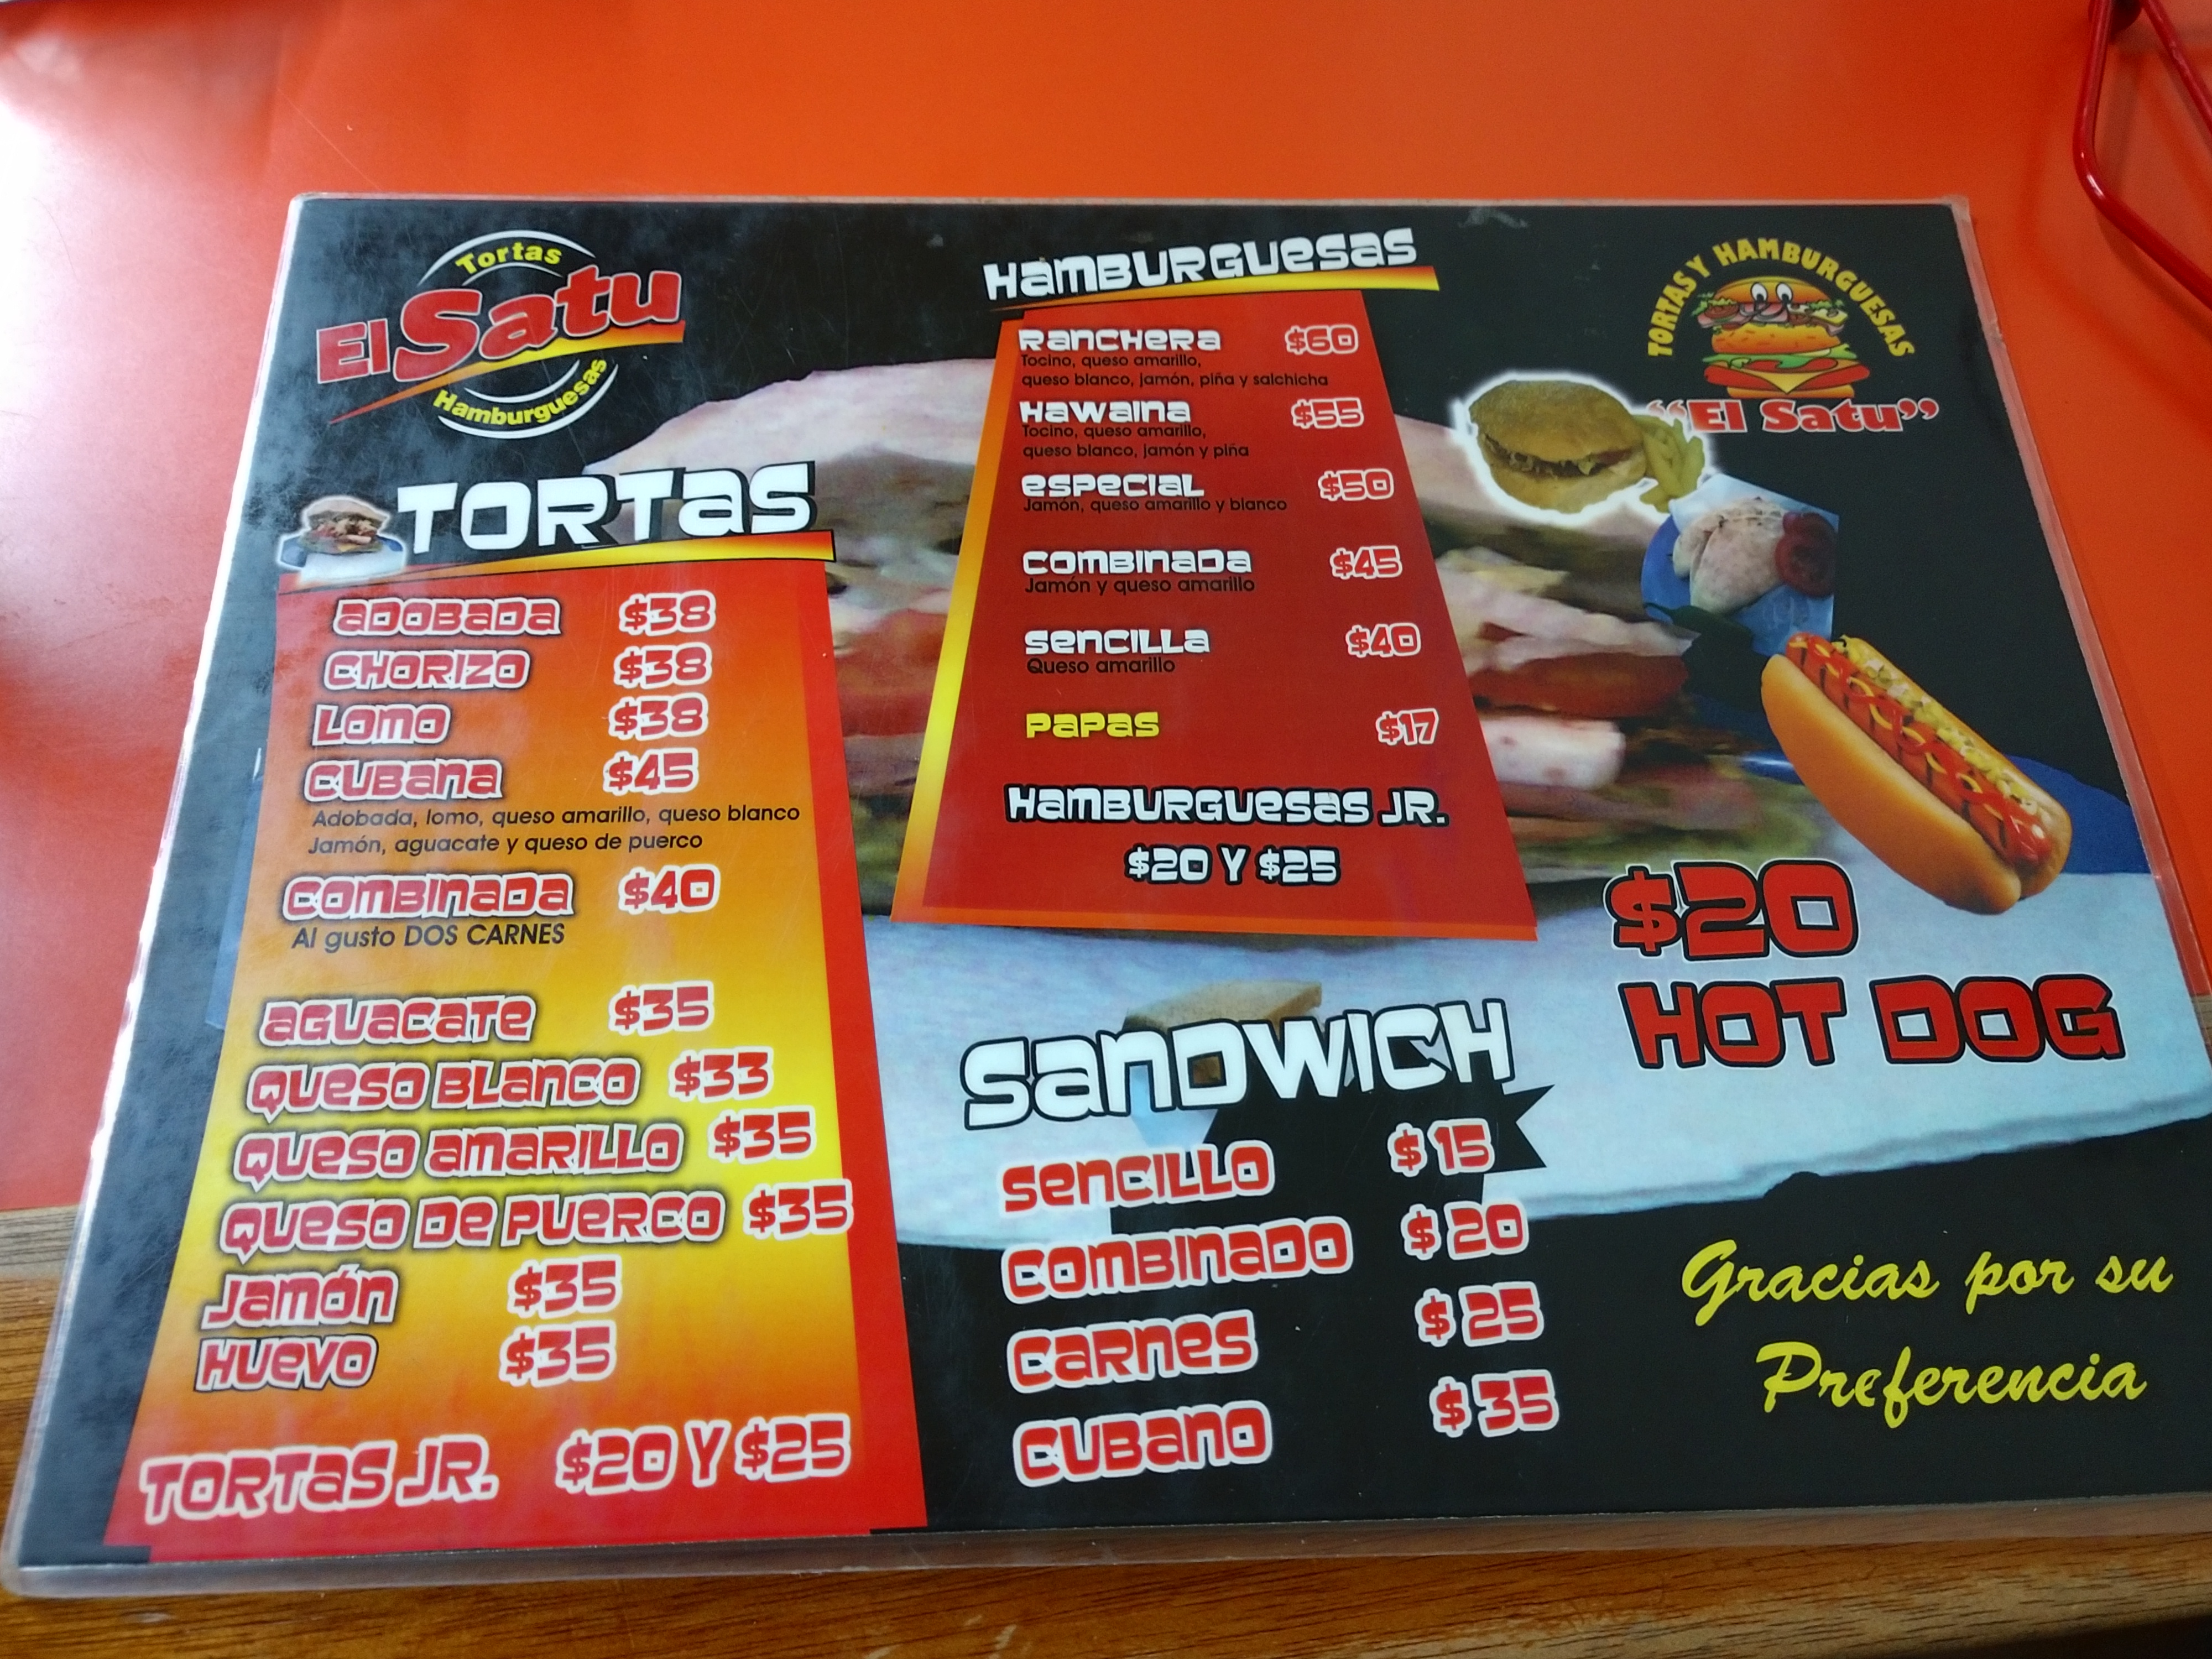 Tortas
El Satu
Hamburguesas
TORTAS
ADOBADA $38
CHORIZO $38
LOMO $38
CUBANA $45
Adobada, lomo, queso amarillo, queso blanco
Jamón, aguacate y queso de puerco
COMBINADA $40
Al gusto DOS CARNES
AGUACATE $35
QUESO BLANCO $33
QUESO AMARILLO $35
QUESO DE PUERCO $35
JAMÓN $35
HUEVO $35
TORTAS JR. $20 Y $25
HAMBURGUESAS
RANCHERA $60
Tocino, queso amarillo,
queso blanco, jamón, piña y salchicha
HAWAINA $55
Tocino, queso amarillo,
queso blanco, jamón y piña
ESPECIAL $50
Jamón, queso amarillo y blanco
COMBINADA $45
Jamón y queso amarillo
SENCILLA $40
Queso amarillo
PAPAS $17
HAMBURGUESAS JR.
$20 Y $25
SANDWICH
SENCILLO $ 15
COMBINADO $ 20
CARNES $ 25
CUBANO $ 35
TORTAS Y HAMBURGUESAS
"El Satu"
$20
HOT DOG
Gracias por su
Preferencia